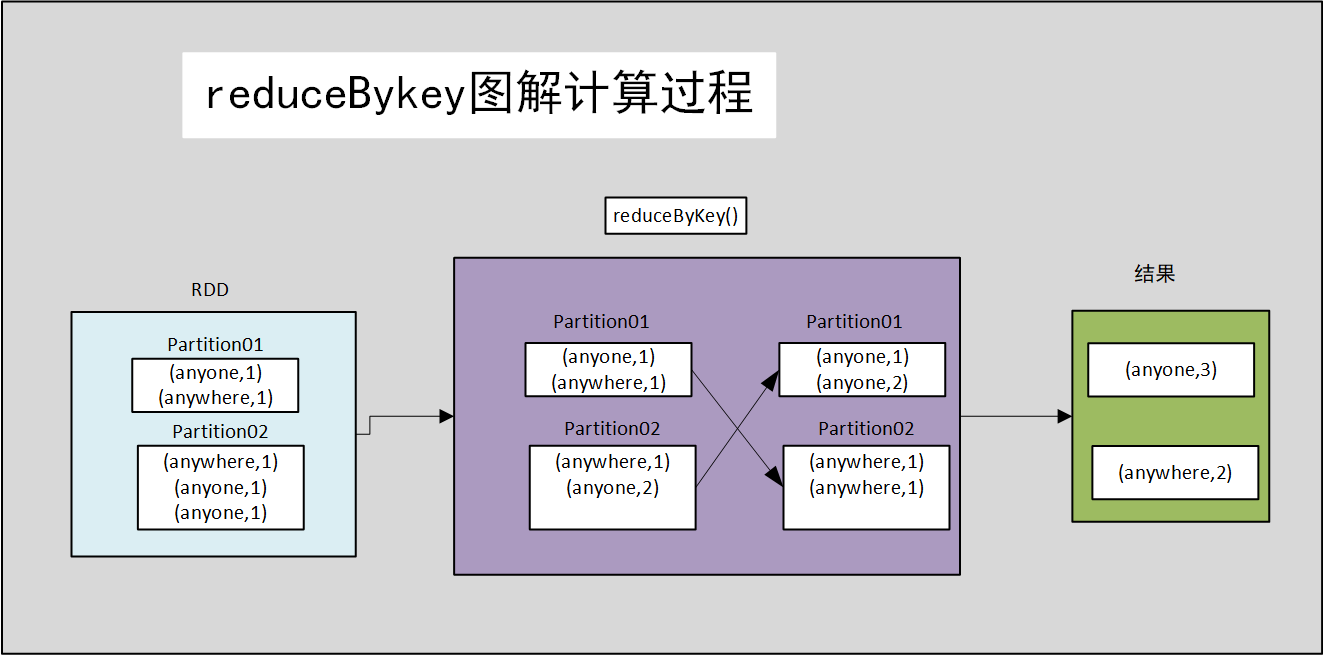 reduceBykey图解计算过程
reduceByKey()
RDD
Partition01
(anyone,1)
(anywhere,1)
Partition02
(anywhere,1)
(anyone,1)
(anyone,1)
Partition01
(anyone,1)
(anywhere,1)
Partition02
(anywhere,1)
(anyone,2)
Partition01
(anyone,1)
(anyone,2)
Partition02
(anywhere,1)
(anywhere,1)
结果
(anyone,3)
(anywhere,2)